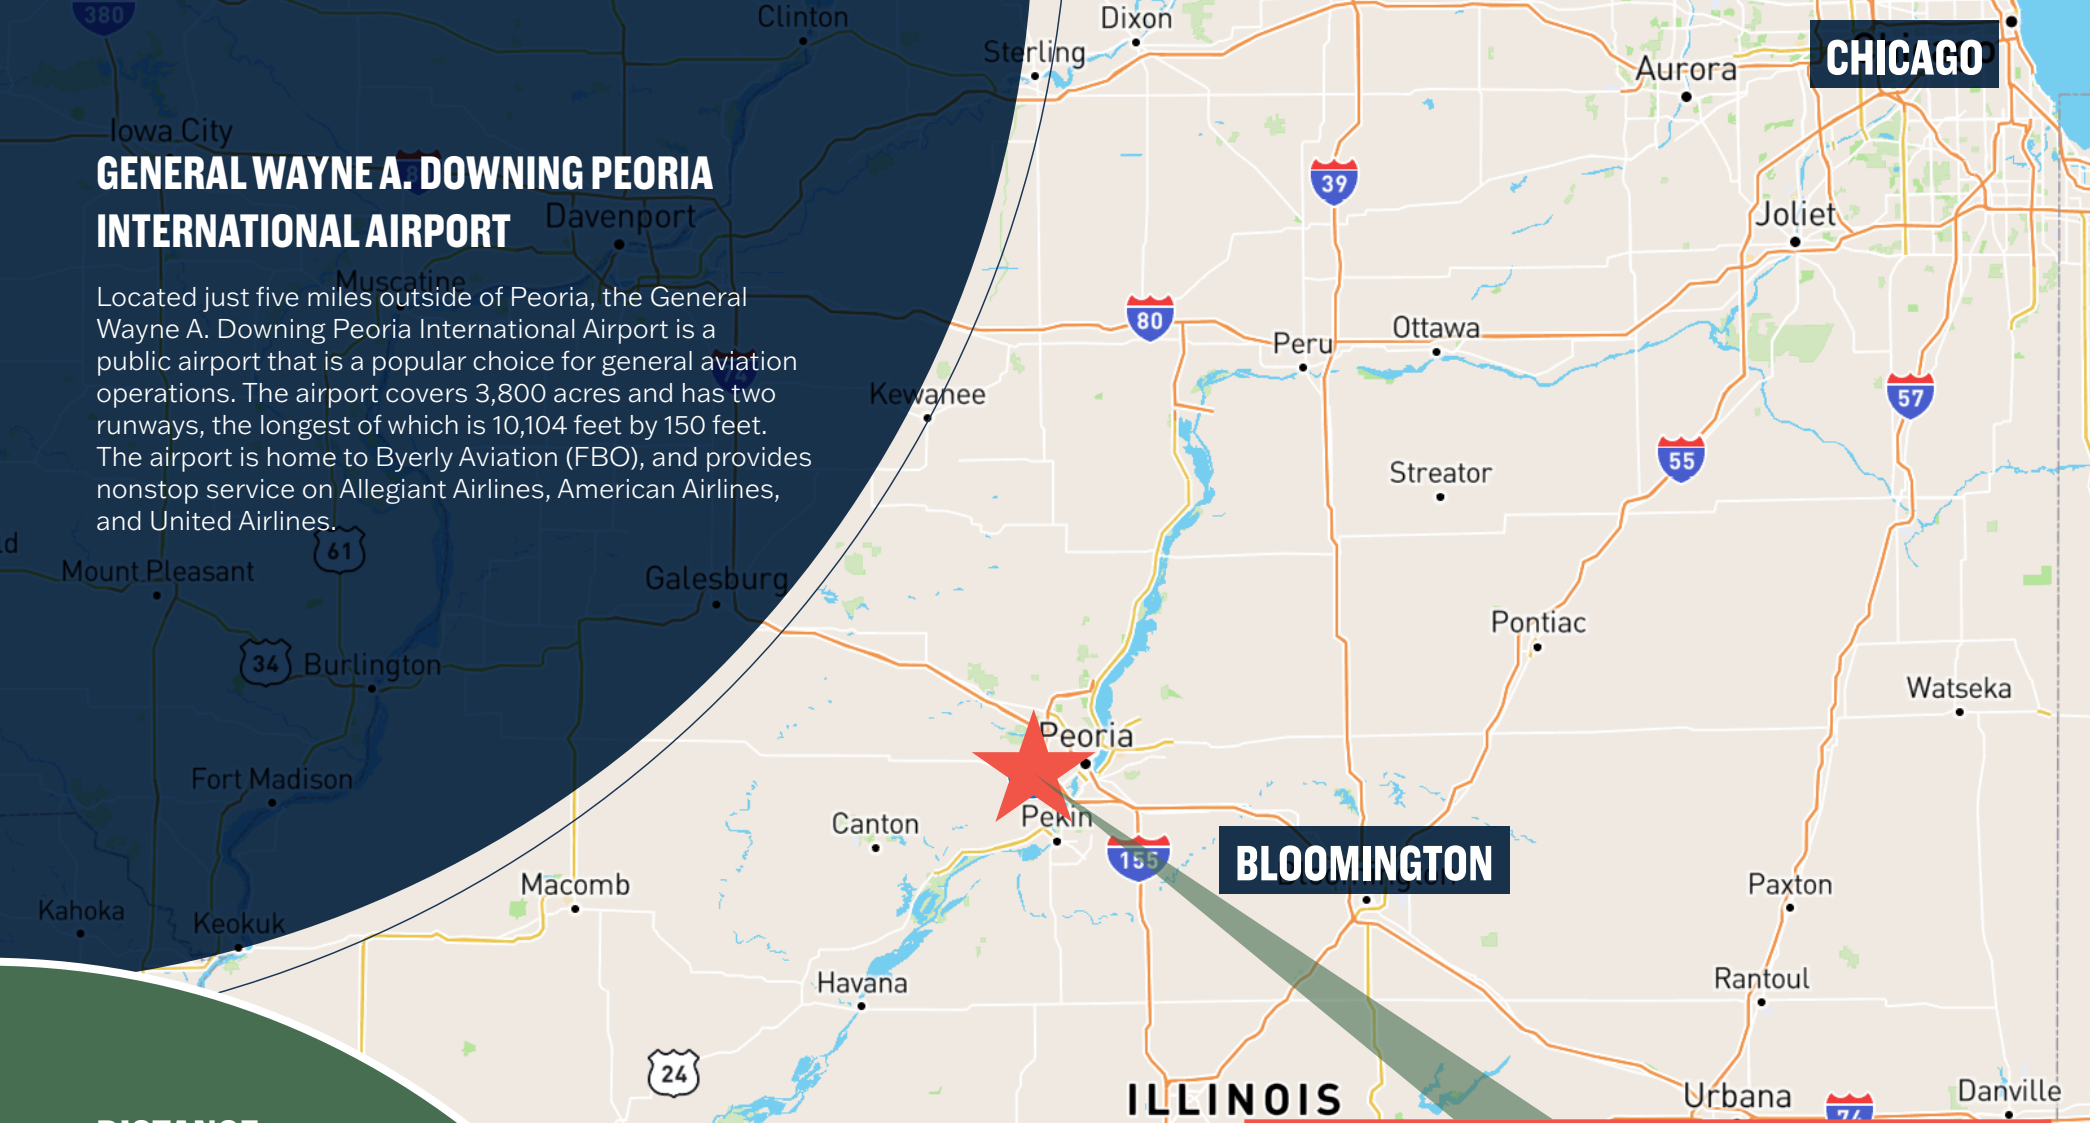 380
Clinton
Dixon
Sterling
CHICAGO
Aurora
Iowa City
GENERAL WAYNE A. DOWNING PEORIA
INTERNATIONAL AIRPORT
39
Davenport
Joliet
Muscatine
Located just five miles outside of Peoria, the General
Wayne A. Downing Peoria International Airport is a
public airport that is a popular choice for general aviation
operations. The airport covers 3,800 acres and has two
runways, the longest of which is 10,104 feet by 150 feet.
The airport is home to Byerly Aviation (FBO), and provides
nonstop service on Allegiant Airlines, American Airlines,
and United Airlines.
80
Peru
Ottawa
Kewanee
57
55
Streator
61
Mount Pleasant
Galesburg
Pontiac
34
Burlington
Watseka
Peoria
Fort Madison
Canton
Pekin
155
BLOOMINGTON
Macomb
Paxton
Kahoka
Keokuk
Havana
Rantoul
24
ILLINOIS
Urbana
74
Danville
DISTANCE